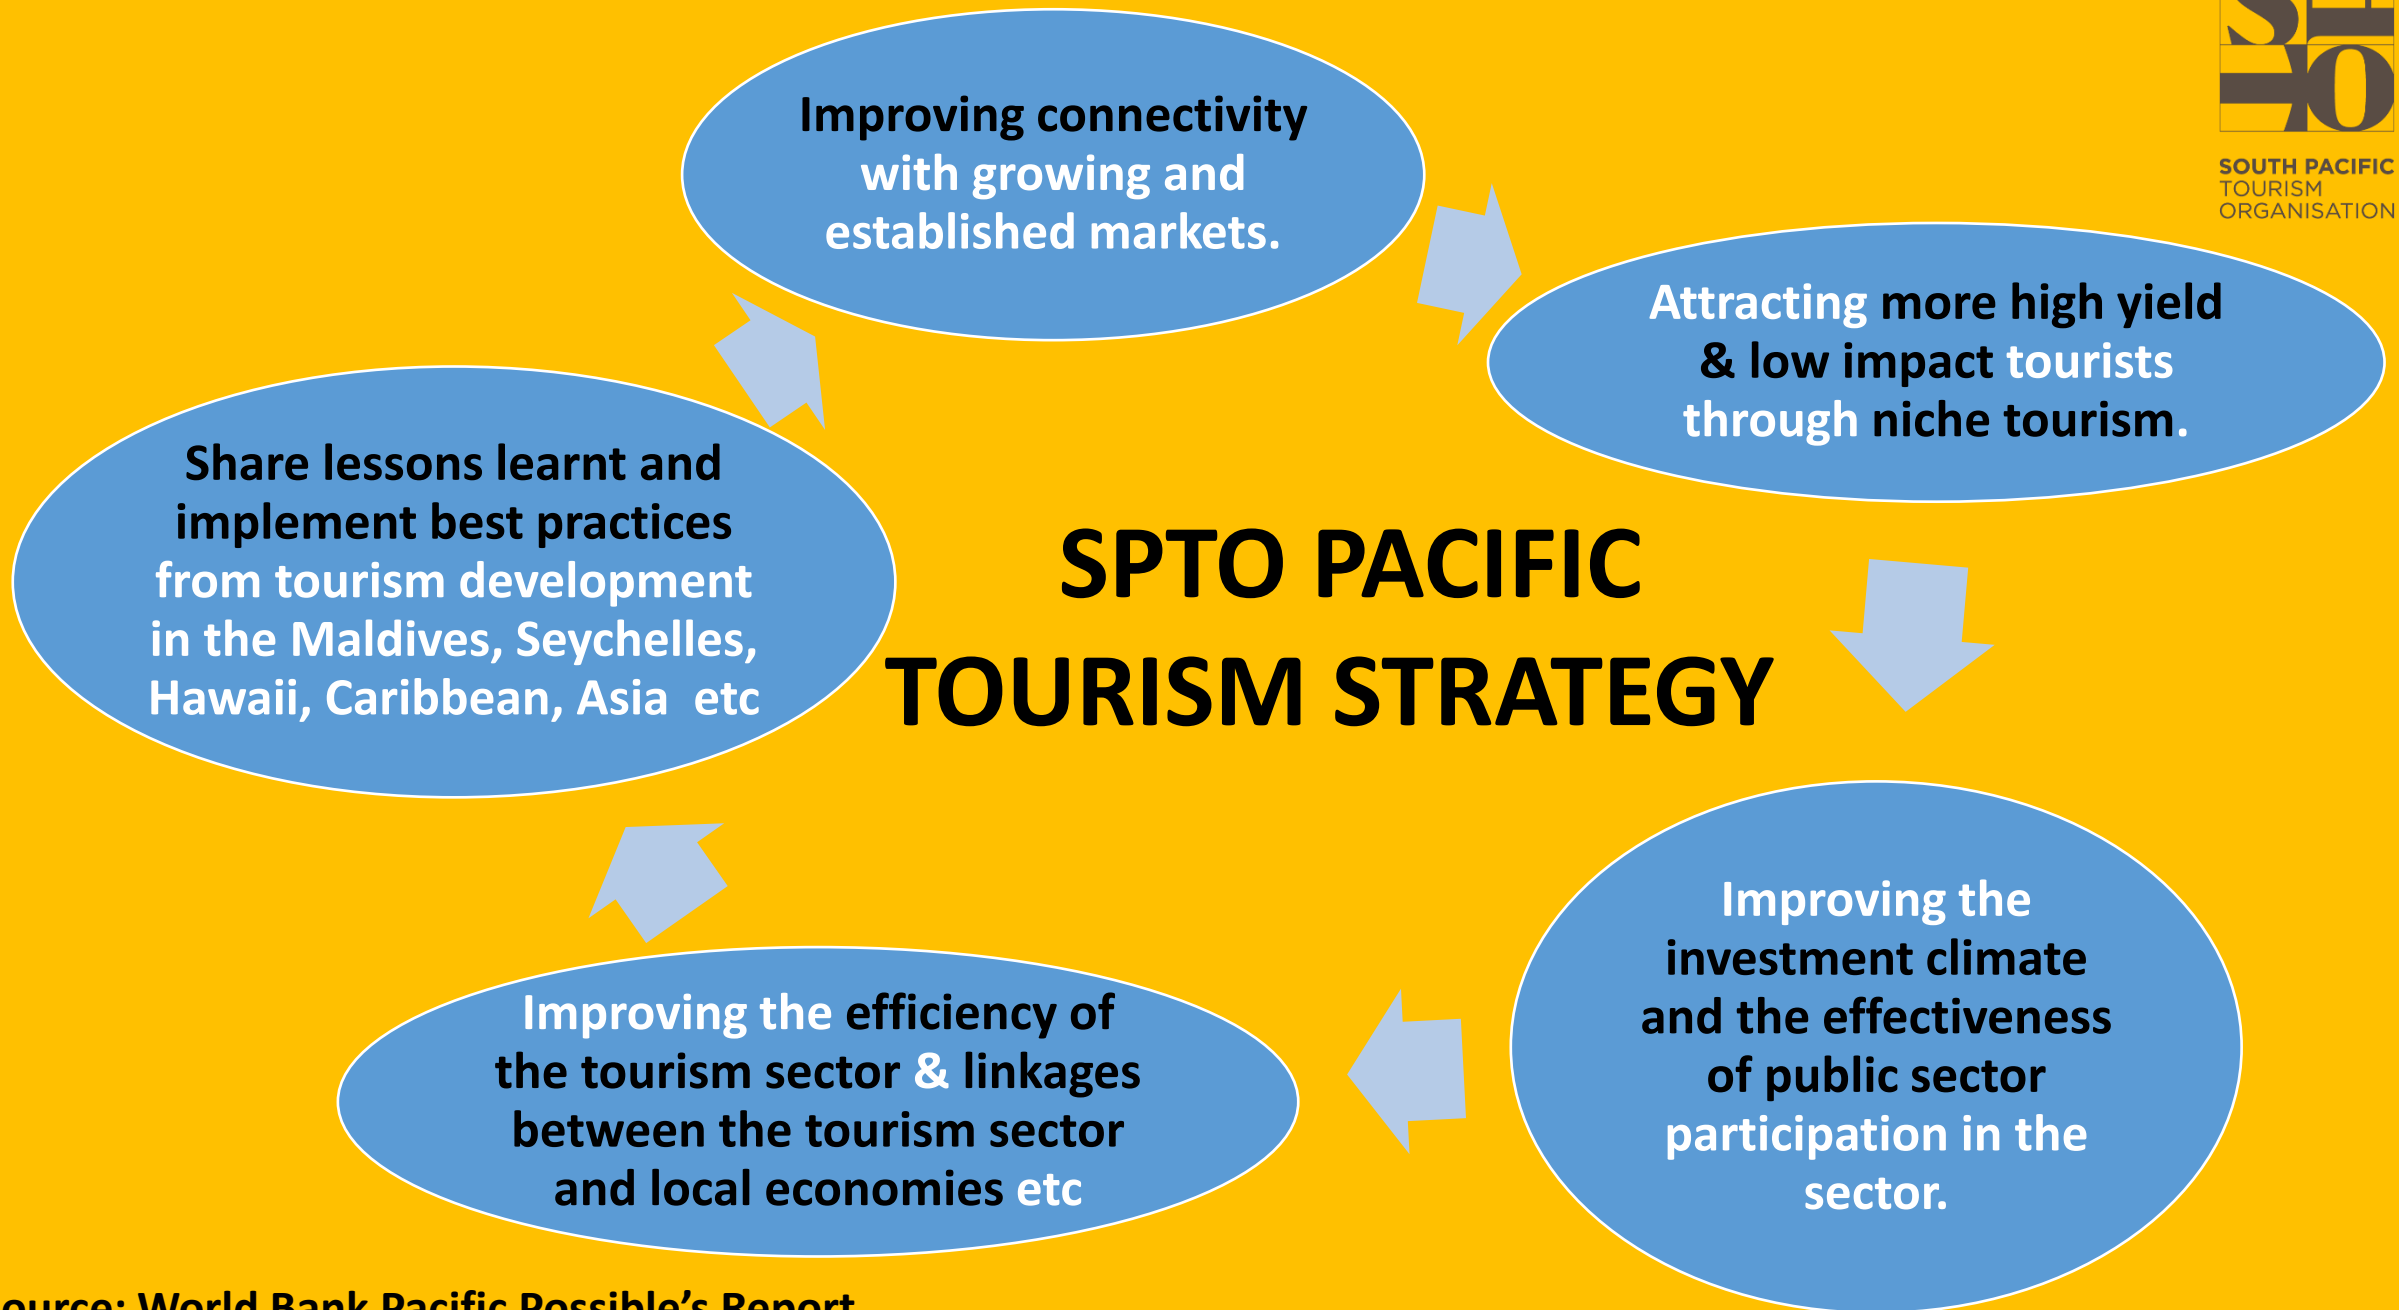 SOUTH PACIFIC
TOURISM
ORGANISATION
Improving connectivity
with growing and
established markets.
Attracting more high yield
& low impact tourists
through niche tourism.
Share lessons learnt and
implement best practices
from tourism development
in the Maldives, Seychelles,
Hawaii, Caribbean, Asia etc
SPTO PACIFIC
TOURISM STRATEGY
Improving the
investment climate
and the effectiveness
of public sector
participation in the
sector.
Improving the efficiency of
the tourism sector & linkages
between the tourism sector
and local economies etc
ource: World Bank Pacific Possible's Report